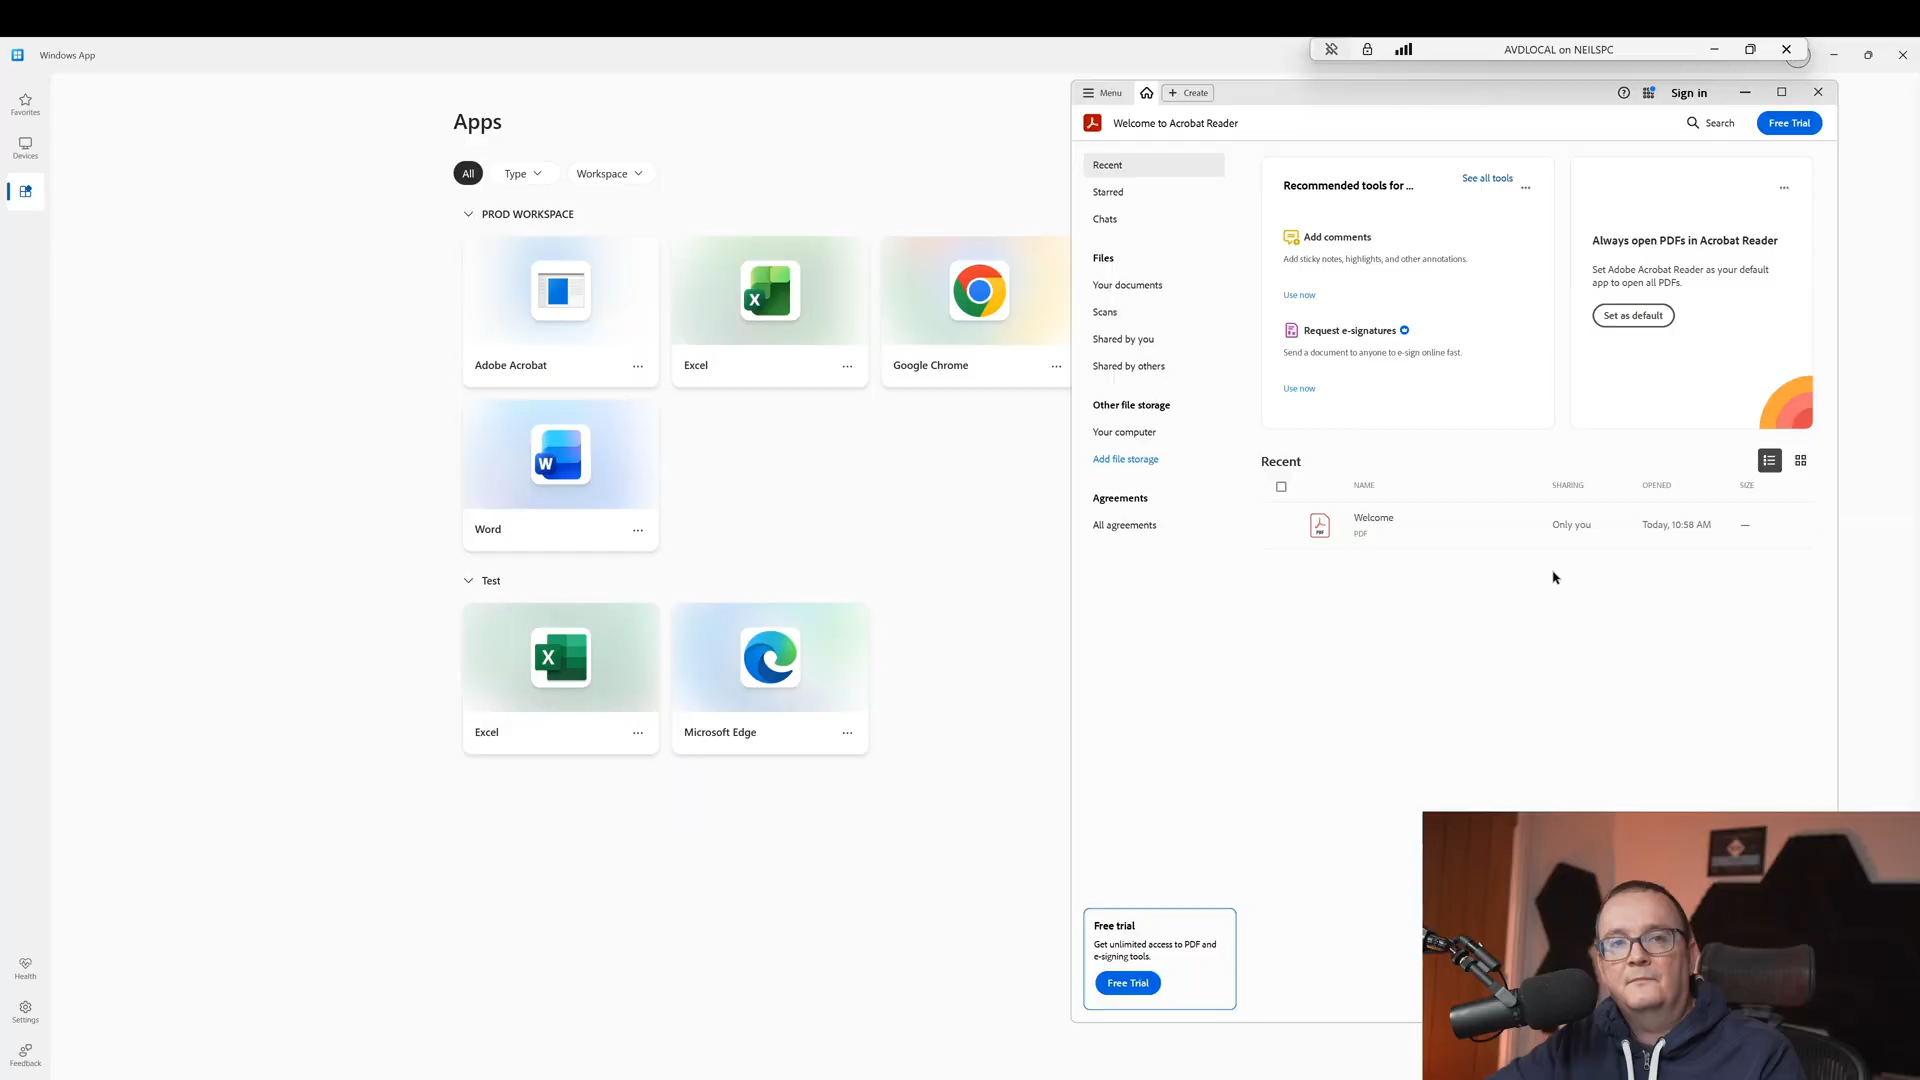 Windows App
AVDLOCAL on NEILSPC
Favorites
Devices
Health
Settings
Feedback
Apps
All
Type
Workspace
PROD WORKSPACE
Adobe Acrobat
Excel
Google Chrome
Word
Test
Excel
Microsoft Edge
Menu
Create
Sign in
Welcome to Acrobat Reader
Search
Free Trial
Recent
Starred
Chats
Files
Your documents
Scans
Shared by you
Shared by others
Other file storage
Your computer
Add file storage
Agreements
All agreements
Recommended tools for ...
See all tools
Add comments
Add sticky notes, highlights, and other annotations.
Use now
Request e-signatures
Send a document to anyone to e-sign online fast.
Use now
Always open PDFs in Acrobat Reader
Set Adobe Acrobat Reader as your default
app to open all PDFs.
Set as default
Recent
NAME SHARING OPENED SIZE
Welcome Only you Today, 10:58 AM —
PDF
Free trial
Get unlimited access to PDF and
e-signing tools.
Free Trial